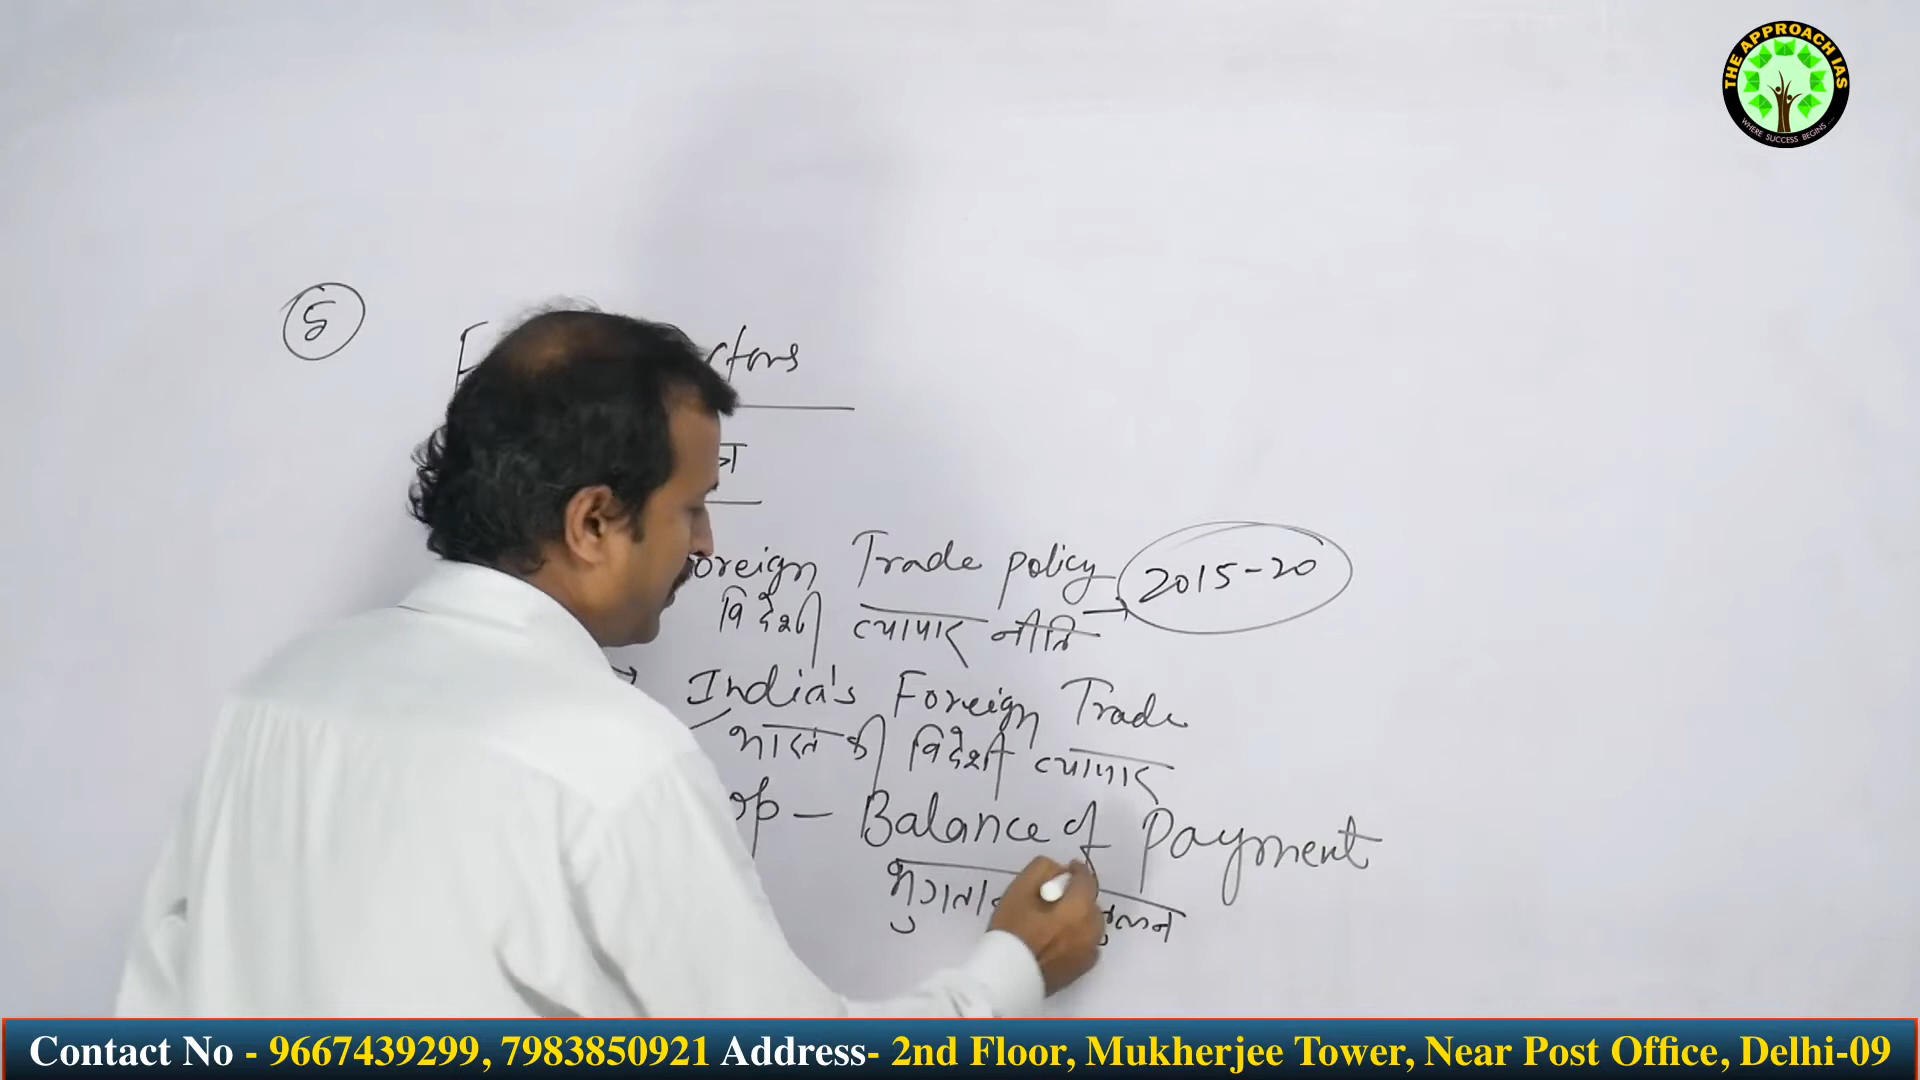 THE APPROACH IAS
WHERE SUCCESS BEGINS ....
5
Foreign Trade policy → 2015-20
विदेशी व्यापार नीति
→ India's Foreign Trade
भारत की विदेशी व्यापार
BOP - Balance of Payment
Contact No - 9667439299, 7983850921 Address- 2nd Floor, Mukherjee Tower, Near Post Office, Delhi-09